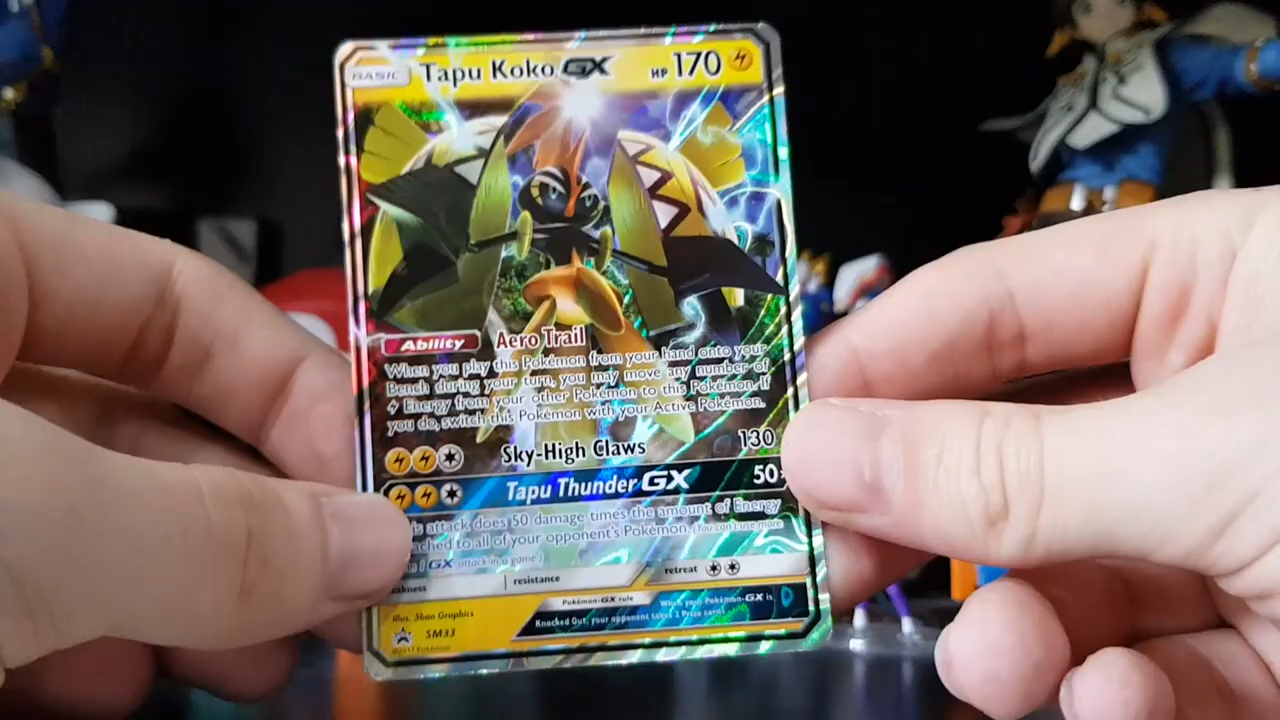 BASIC Tapu Koko GX HP 170
Ability Aero Trail
When you play this Pokémon from your hand onto your
Bench during your turn, you may move any number of
Energy from your other Pokémon to this Pokémon. If
you do, switch this Pokémon with your Active Pokémon.
Sky-High Claws 130
Tapu Thunder GX 50
is attack does 50 damage times the amount of Energy
ached to all of your opponent's Pokémon. (You can't use more
n 1 GX attack in a game.)
eakness resistance retreat
Illus. 5ban Graphics
Pokémon-GX rule
When your Pokémon-GX is
Knocked Out, your opponent takes 2 Prize cards.
SM33
©2017 Pokémon